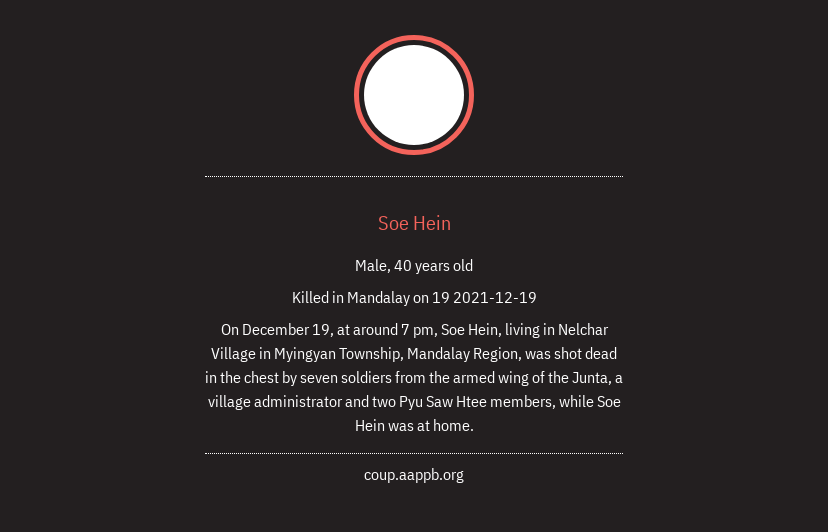 Soe Hein
Male, 40 years old
Killed in Mandalay on 19 2021-12-19
On December 19, at around 7 pm, Soe Hein, living in Nelchar
Village in Myingyan Township, Mandalay Region, was shot dead
in the chest by seven soldiers from the armed wing of the Junta, a
village administrator and two Pyu Saw Htee members, while Soe
Hein was at home.
coup.aappb.org